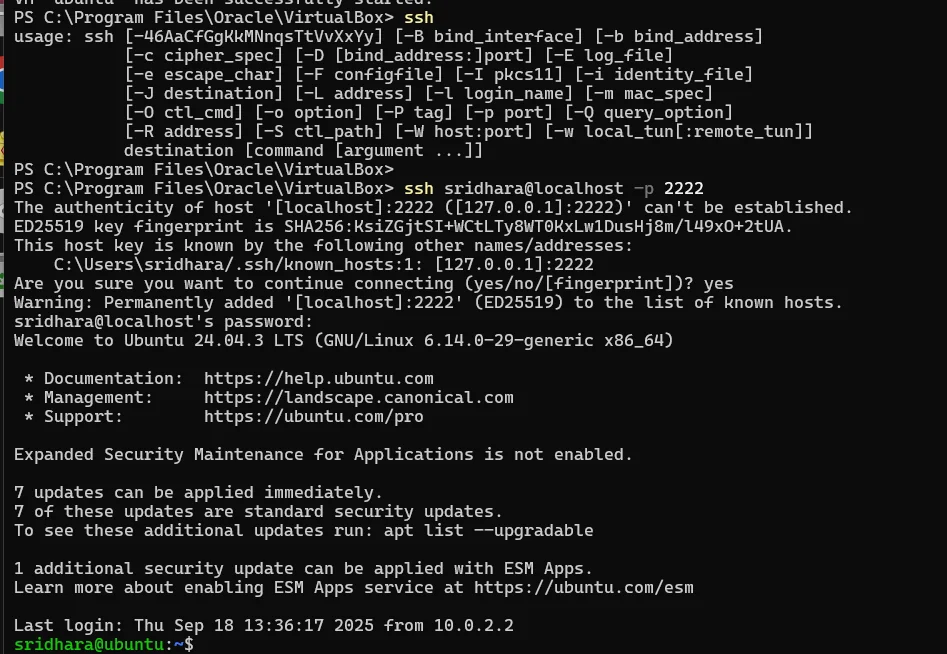 VM "ubuntu" has been successfully started.
PS C:\Program Files\Oracle\VirtualBox> ssh
usage: ssh [-46AaCfGgKkMNnqsTtVvXxYy] [-B bind_interface] [-b bind_address]
           [-c cipher_spec] [-D [bind_address:]port] [-E log_file]
           [-e escape_char] [-F configfile] [-I pkcs11] [-i identity_file]
           [-J destination] [-L address] [-l login_name] [-m mac_spec]
           [-O ctl_cmd] [-o option] [-P tag] [-p port] [-Q query_option]
           [-R address] [-S ctl_path] [-W host:port] [-w local_tun[:remote_tun]]
           destination [command [argument ...]]
PS C:\Program Files\Oracle\VirtualBox>
PS C:\Program Files\Oracle\VirtualBox> ssh sridhara@localhost -p 2222
The authenticity of host '[localhost]:2222 ([127.0.0.1]:2222)' can't be established.
ED25519 key fingerprint is SHA256:KsiZGjtSI+WCtLTy8WT0KxLw1DusHj8m/l49xO+2tUA.
This host key is known by the following other names/addresses:
    C:\Users\sridhara/.ssh/known_hosts:1: [127.0.0.1]:2222
Are you sure you want to continue connecting (yes/no/[fingerprint])? yes
Warning: Permanently added '[localhost]:2222' (ED25519) to the list of known hosts.
sridhara@localhost's password:
Welcome to Ubuntu 24.04.3 LTS (GNU/Linux 6.14.0-29-generic x86_64)

 * Documentation:  https://help.ubuntu.com
 * Management:     https://landscape.canonical.com
 * Support:        https://ubuntu.com/pro

Expanded Security Maintenance for Applications is not enabled.

7 updates can be applied immediately.
7 of these updates are standard security updates.
To see these additional updates run: apt list --upgradable

1 additional security update can be applied with ESM Apps.
Learn more about enabling ESM Apps service at https://ubuntu.com/esm

Last login: Thu Sep 18 13:36:17 2025 from 10.0.2.2
sridhara@ubuntu:~$